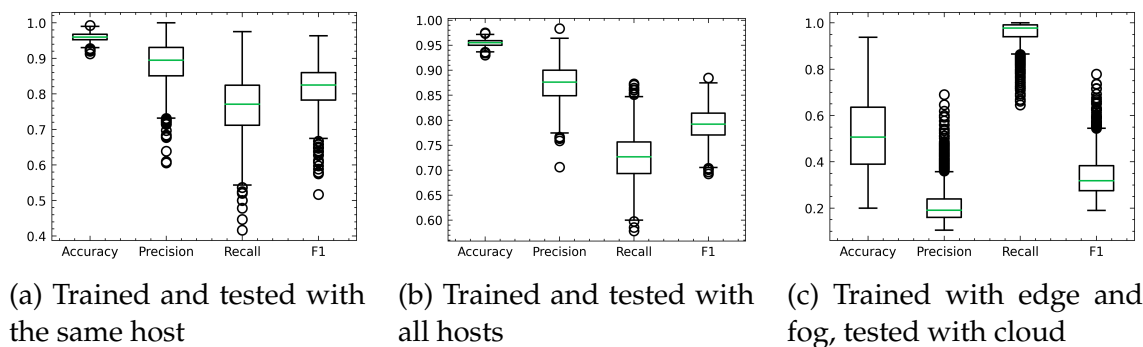 1.0
0.9
0.8
0.7
0.6
0.5
0.4
Accuracy Precision Recall F1
1.00
0.95
0.90
0.85
0.80
0.75
0.70
0.65
0.60
Accuracy Precision Recall F1
1.0
0.8
0.6
0.4
0.2
Accuracy Precision Recall F1
(a) Trained and tested with
the same host
(b) Trained and tested with
all hosts
(c) Trained with edge and
fog, tested with cloud